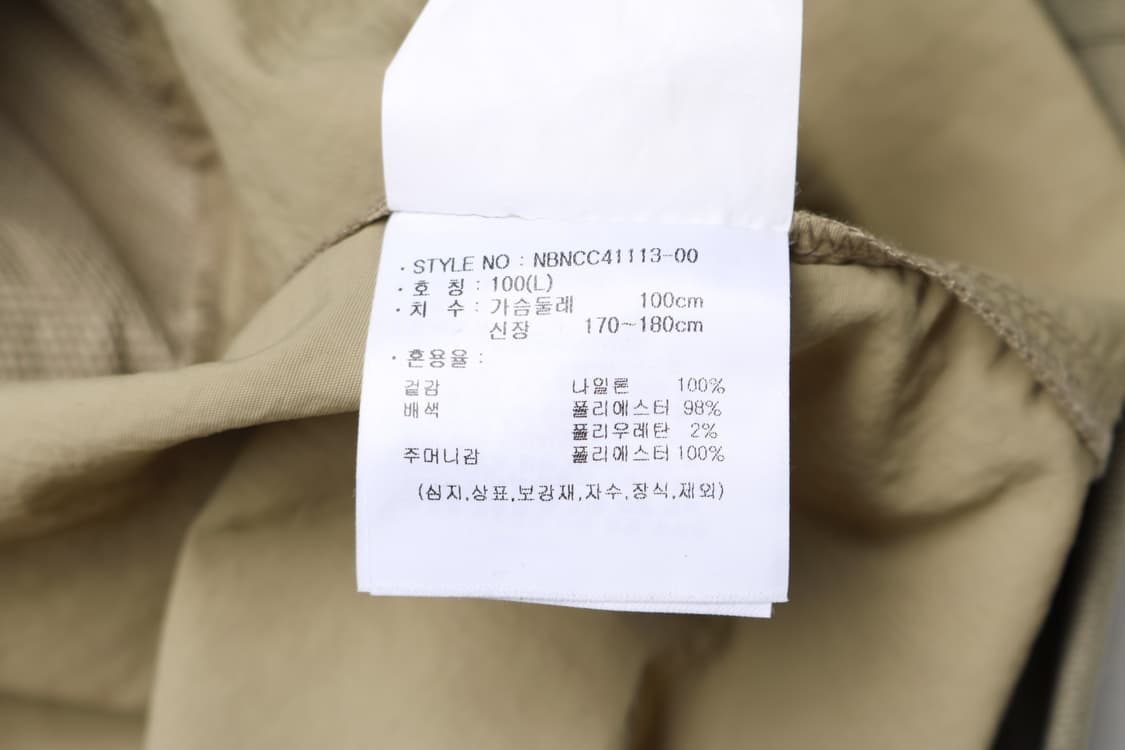 · STYLE NO : NBNCC41113-00
· 호 칭 : 100(L)
· 치 수 : 가슴둘레 100cm
신장 170~180cm
· 혼용율 :
겉감 나일론 100%
배색 폴리에스터 98%
폴리우레탄 2%
주머니감 폴리에스터 100%
(심지,상표,보강재,자수,장식,제외)